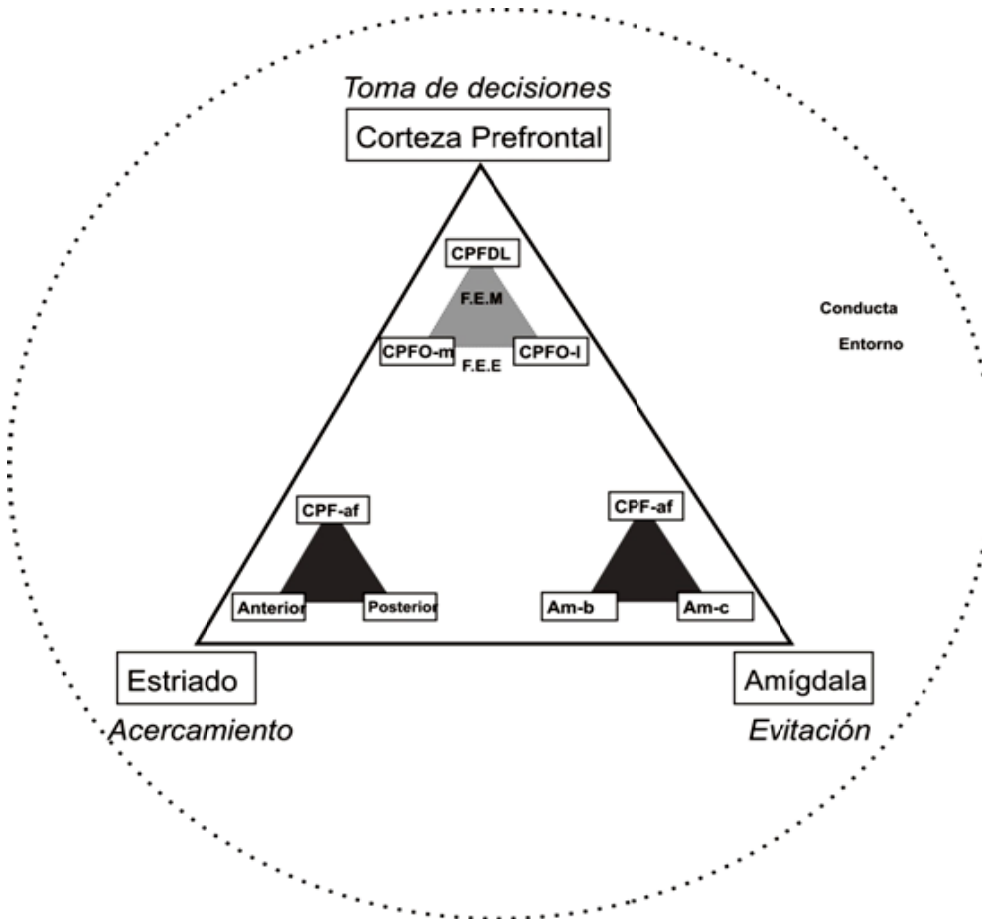 Toma de decisiones
Corteza Prefrontal
CPFDL
F.E.M
Conducta
CPFO-m
CPFO-l
Entorno
F.E.E
CPF-af
CPF-af
Anterior
Posterior
Am-b
Am-c
Estriado
Amígdala
Acercamiento
Evitación